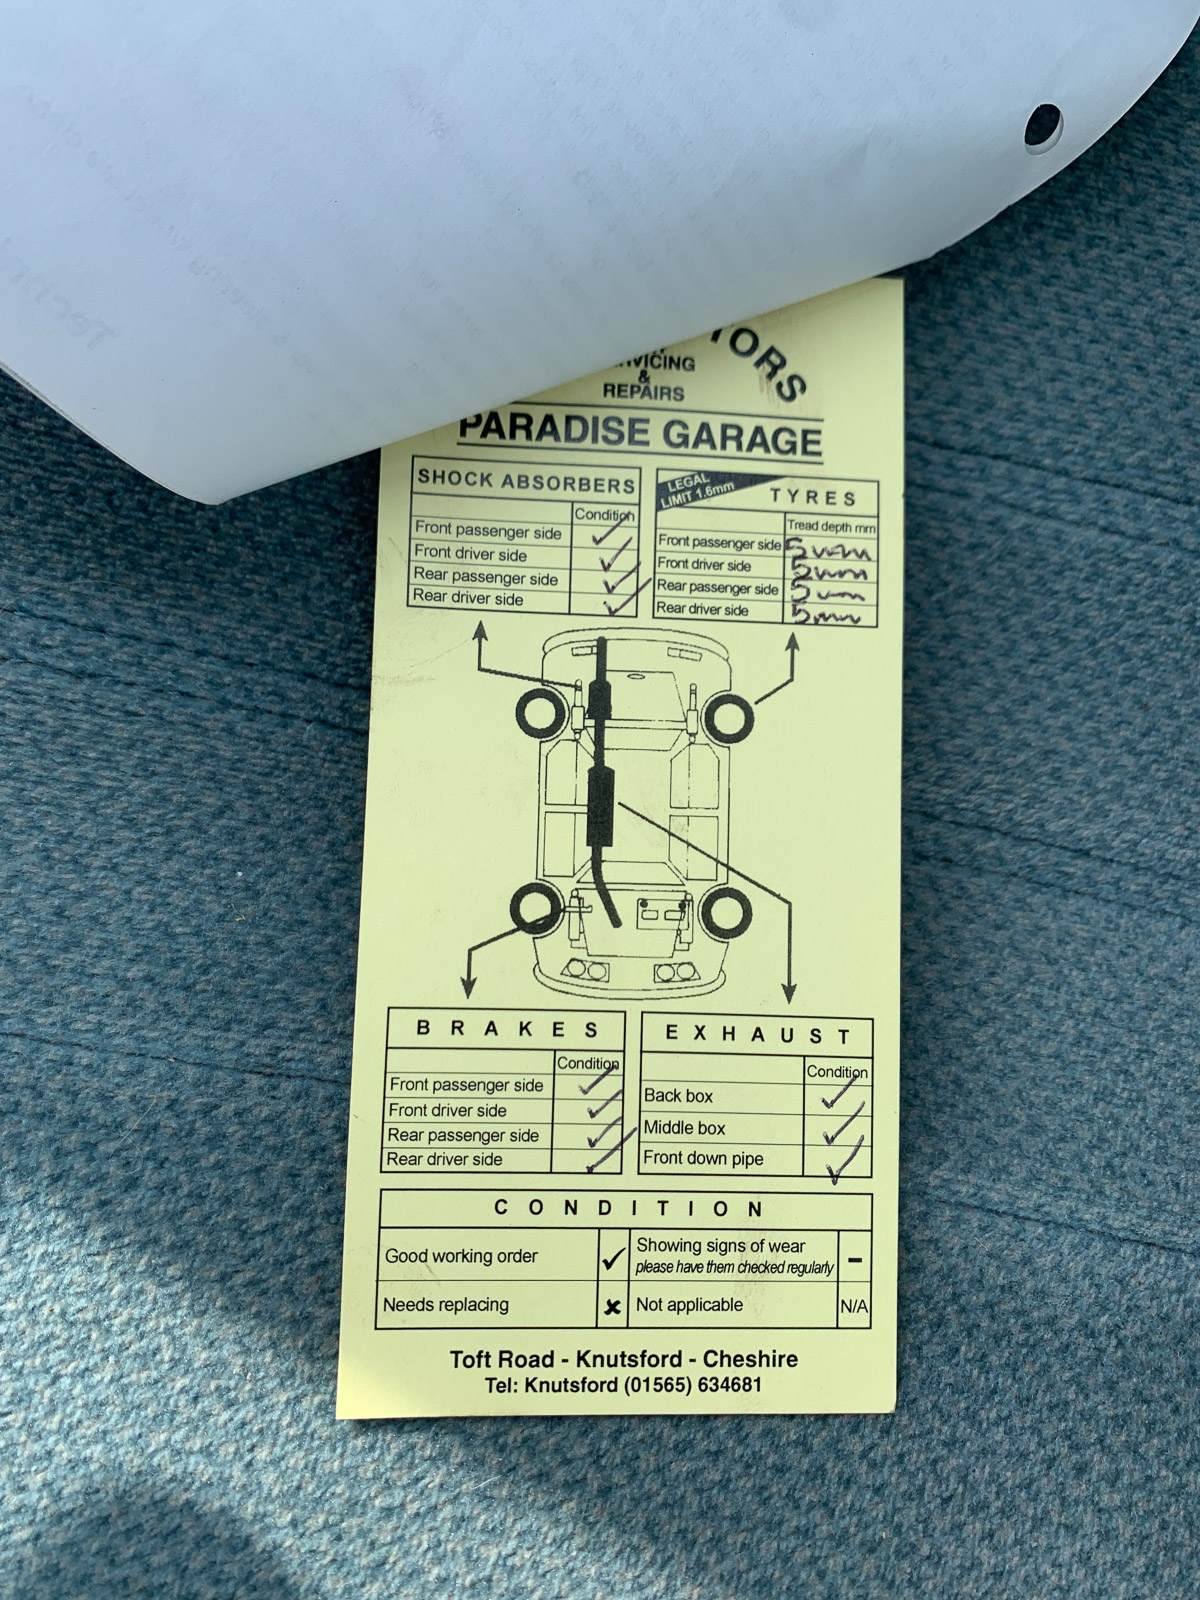 SERVICING
&
REPAIRS
PARADISE GARAGE
SHOCK ABSORBERS
Condition
Front passenger side ✓
Front driver side ✓
Rear passenger side ✓
Rear driver side ✓
LEGAL
LIMIT 1.6mm
TYRES
Tread depth mm
Front passenger side 5mm
Front driver side 5mm
Rear passenger side 5mm
Rear driver side 5mm
BRAKES
Condition
Front passenger side ✓
Front driver side ✓
Rear passenger side ✓
Rear driver side ✓
EXHAUST
Condition
Back box ✓
Middle box ✓
Front down pipe ✓
CONDITION
Good working order ✓
Showing signs of wear
please have them checked regularly –
Needs replacing ✗
Not applicable N/A
Toft Road - Knutsford - Cheshire
Tel: Knutsford (01565) 634681